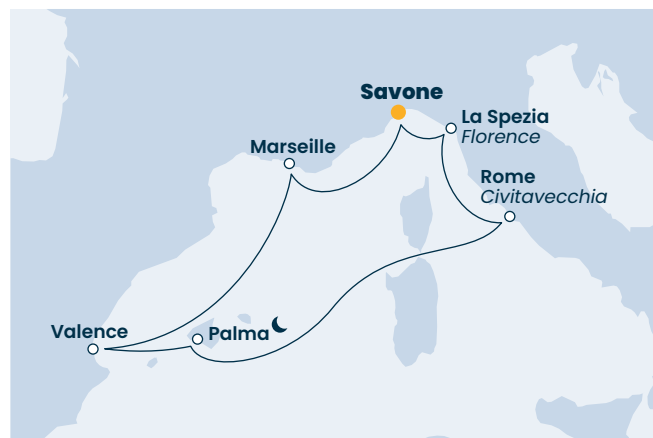 Savone
La Spezia
Florence
Marseille
Rome
Civitavecchia
Palma
Valence